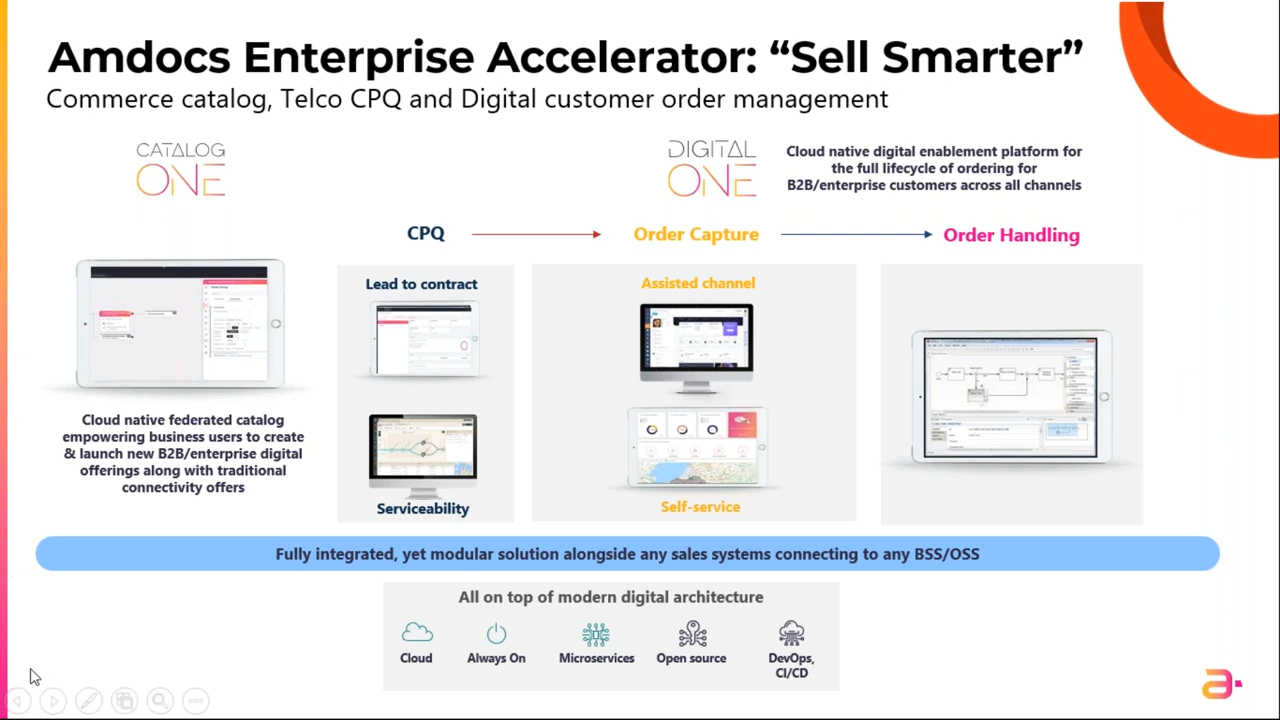 Amdocs Enterprise Accelerator: “Sell Smarter”
Commerce catalog, Telco CPQ and Digital customer order management
CATALOG
ONE
DIGITAL
ONE
Cloud native digital enablement platform for
the full lifecycle of ordering for
B2B/enterprise customers across all channels
CPQ
Order Capture
Order Handling
Lead to contract
Assisted channel
Cloud native federated catalog
empowering business users to create
& launch new B2B/enterprise digital
offerings along with traditional
connectivity offers
Serviceability
Self-service
Fully integrated, yet modular solution alongside any sales systems connecting to any BSS/OSS
All on top of modern digital architecture
Cloud
Always On
Microservices
Open source
DevOps,
CI/CD
a